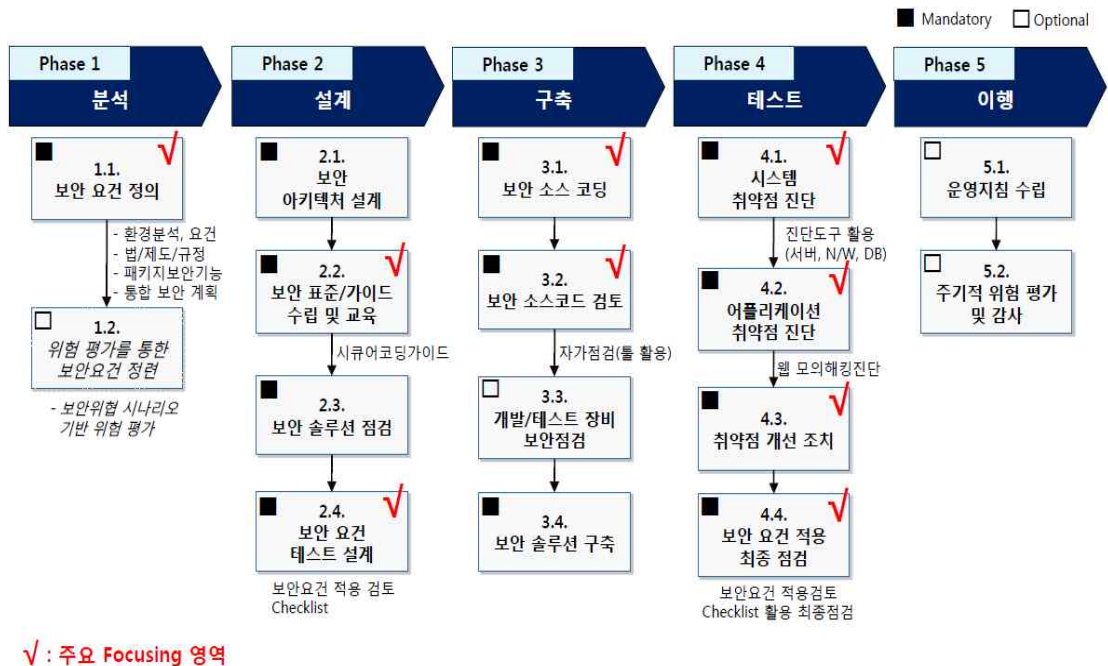 ■ Mandatory □ Optional
Phase 1
분석
Phase 2
설계
Phase 3
구축
Phase 4
테스트
Phase 5
이행
1.1.
보안 요건 정의
- 환경분석, 요건
- 법/제도/규정
- 패키지보안기능
- 통합 보안 계획
1.2.
위험 평가를 통한
보안요건 정련
- 보안위협 시나리오
기반 위험 평가
2.1.
보안
아키텍처 설계
2.2.
보안 표준/가이드
수립 및 교육
시큐어코딩가이드
2.3.
보안 솔루션 점검
2.4.
보안 요건
테스트 설계
보안요건 적용 검토
Checklist
3.1.
보안 소스 코딩
3.2.
보안 소스코드 검토
자가점검(툴 활용)
3.3.
개발/테스트 장비
보안점검
3.4.
보안 솔루션 구축
4.1.
시스템
취약점 진단
진단도구 활용
(서버, N/W, DB)
4.2.
어플리케이션
취약점 진단
웹 모의해킹진단
4.3.
취약점 개선 조치
4.4.
보안 요건 적용
최종 점검
보안요건 적용검토
Checklist 활용 최종점검
5.1.
운영지침 수립
5.2.
주기적 위험 평가
및 감사
√ : 주요 Focusing 영역